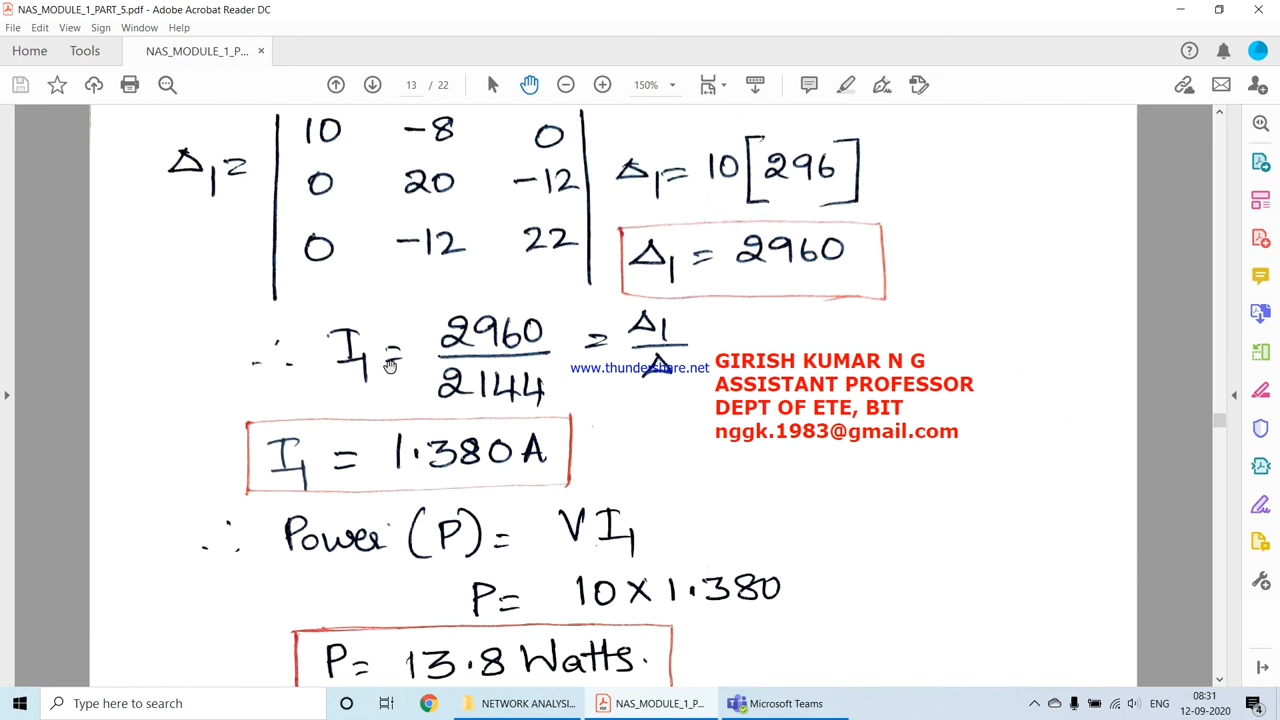 NAS_MODULE_1_PART_5.pdf - Adobe Acrobat Reader DC
File Edit View Sign Window Help
Home Tools NAS_MODULE_1_P... ×
13 / 22 150%
Δ1 = | 10 -8 0 |
| 0 20 -12 |
| 0 -12 22 |
Δ1 = 10 [296]
Δ1 = 2960
∴ I1 = 2960/2144 = Δ1/Δ
www.thundershare.net
GIRISH KUMAR N G
ASSISTANT PROFESSOR
DEPT OF ETE, BIT
nggk.1983@gmail.com
I1 = 1.380 A
∴ Power (P) = V I1
P = 10 × 1.380
P = 13.8 Watts.
Type here to search
NETWORK ANALYSI...
NAS_MODULE_1_P...
Microsoft Teams
ENG
08:31
12-09-2020
4